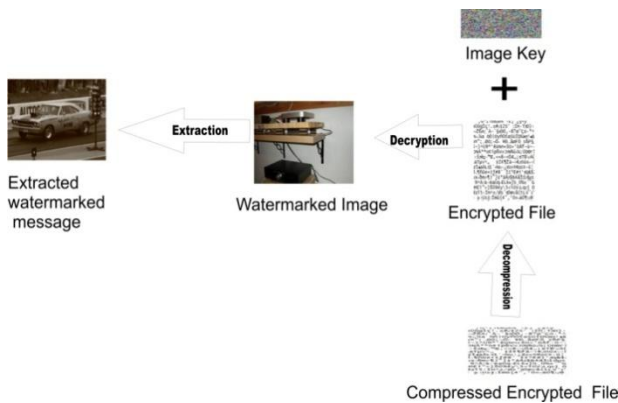 Image Key
+
Extraction
Decryption
Extracted
watermarked
message
Watermarked Image
Encrypted File
Decompression
Compressed Encrypted File